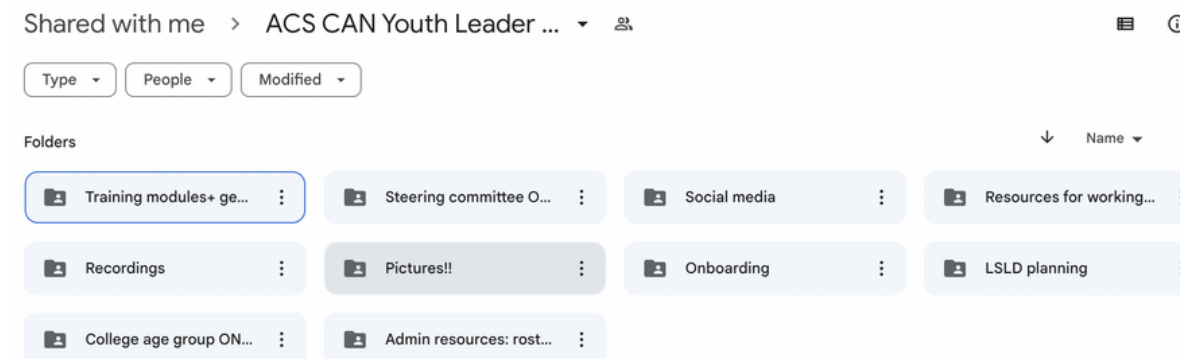 Shared with me > ACS CAN Youth Leader ...
Type People Modified
Folders Name
Training modules+ ge... Steering committee O... Social media Resources for working...
Recordings Pictures!! Onboarding LSLD planning
College age group ON... Admin resources: rost...